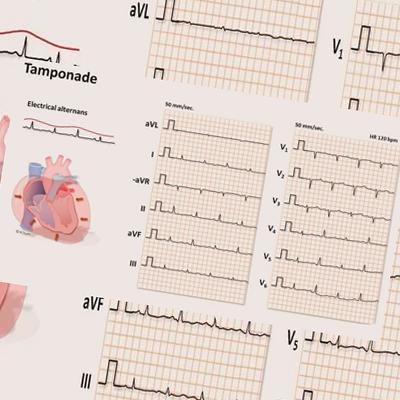 aVL
V1
Tamponade
Electrical alternans
50 mm/sec.
aVL
I
-aVR
II
aVF
III
50 mm/sec.
HR 120 bpm
V1
V2
V3
V4
V5
V6
aVF
III
V5